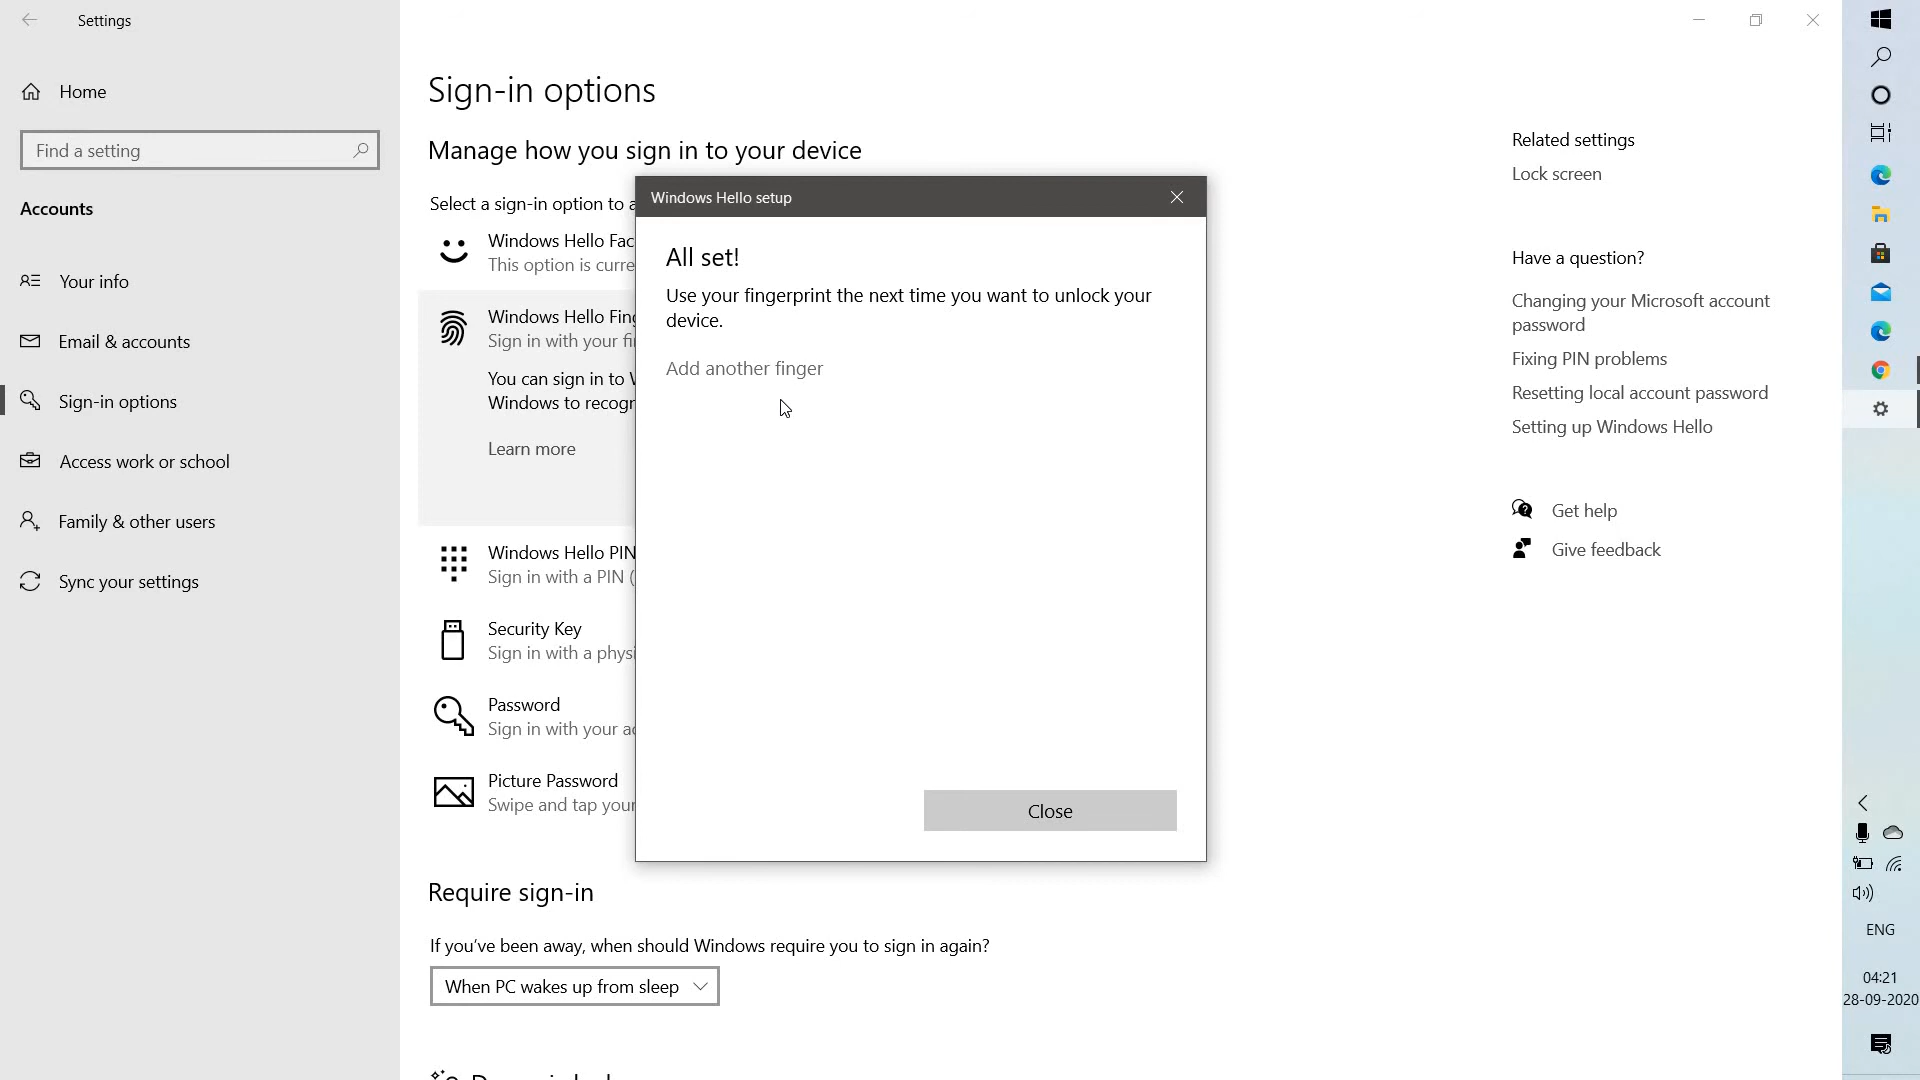 Settings
Home
Find a setting
Accounts
Your info
Email & accounts
Sign-in options
Access work or school
Family & other users
Sync your settings
Sign-in options
Manage how you sign in to your device
Select a sign-in option to
Windows Hello
This option is
Windows Hello
Sign in with your
You can sign in to
Windows to
Learn more
Windows Hello PIN
Sign in with a PIN
Security Key
Sign in with a
Password
Sign in with your
Picture Password
Swipe and tap your
Require sign-in
If you've been away, when should Windows require you to sign in again?
When PC wakes up from sleep
Windows Hello setup
All set!
Use your fingerprint the next time you want to unlock your
device.
Add another finger
Close
Related settings
Lock screen
Have a question?
Changing your Microsoft account
password
Fixing PIN problems
Resetting local account password
Setting up Windows Hello
Get help
Give feedback
ENG
04:21
28-09-2020